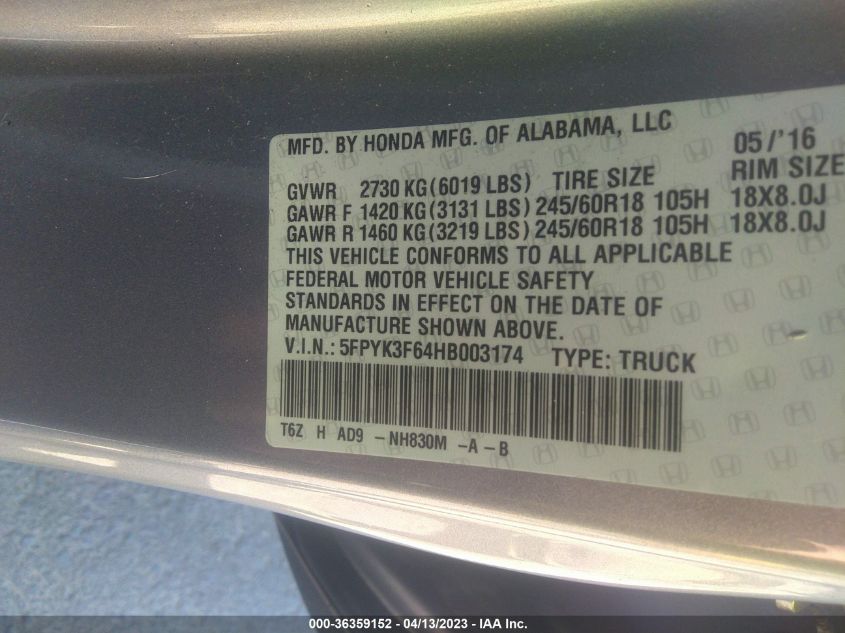 MFD. BY HONDA MFG. OF ALABAMA, LLC 05/'16
GVWR 2730 KG (6019 LBS) TIRE SIZE RIM SIZE
GAWR F 1420 KG (3131 LBS) 245/60R18 105H 18X8.0J
GAWR R 1460 KG (3219 LBS) 245/60R18 105H 18X8.0J
THIS VEHICLE CONFORMS TO ALL APPLICABLE
FEDERAL MOTOR VEHICLE SAFETY
STANDARDS IN EFFECT ON THE DATE OF
MANUFACTURE SHOWN ABOVE.
V.I.N.: 5FPYK3F64HB003174 TYPE: TRUCK
T6Z H AD9 -NH830M -A -B
000-36359152 - 04/13/2023 - IAA Inc.